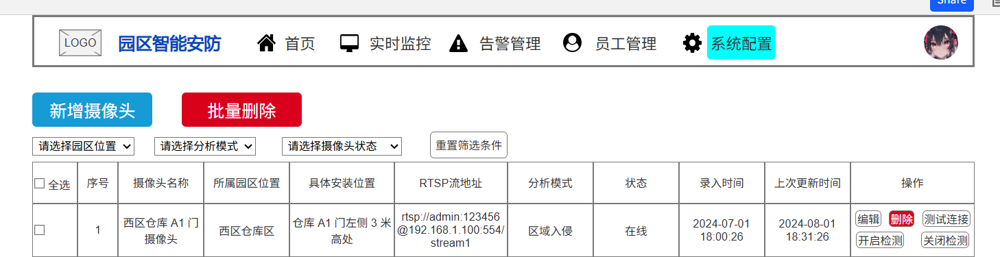 Share
LOGO 园区智能安防 首页 实时监控 告警管理 员工管理 系统配置
新增摄像头 批量删除
请选择园区位置 请选择分析模式 请选择摄像头状态 重置筛选条件
全选 序号 摄像头名称 所属园区位置 具体安装位置 RTSP流地址 分析模式 状态 录入时间 上次更新时间 操作
1
西区仓库 A1 门
摄像头
西区仓库区
仓库 A1 门左侧 3 米
高处
rtsp://admin:123456
@192.168.1.100:554/
stream1
区域入侵
在线
2024-07-01
18:00:26
2024-08-01
18:31:26
编辑 删除 测试连接
开启检测 关闭检测